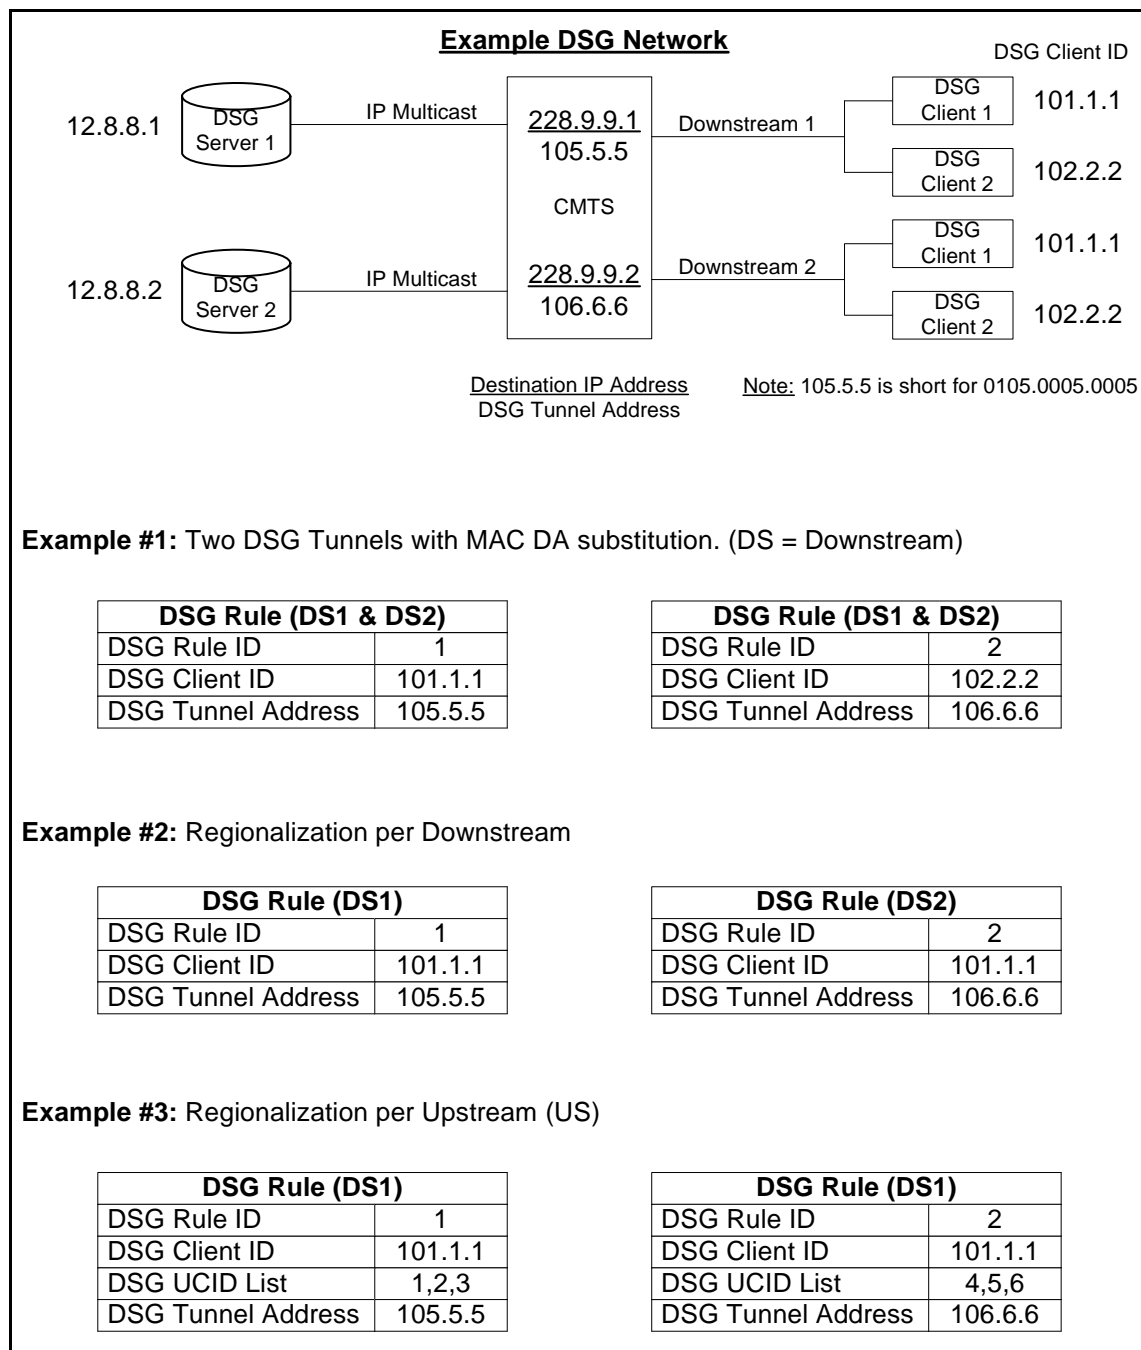 Example DSG Network
DSG Client ID
12.8.8.1
DSG
Server 1
IP Multicast
228.9.9.1
105.5.5
Downstream 1
DSG
Client 1
101.1.1
DSG
Client 2
102.2.2
CMTS
12.8.8.2
DSG
Server 2
IP Multicast
228.9.9.2
106.6.6
Downstream 2
DSG
Client 1
101.1.1
DSG
Client 2
102.2.2
Destination IP Address
DSG Tunnel Address
Note: 105.5.5 is short for 0105.0005.0005
Example #1: Two DSG Tunnels with MAC DA substitution. (DS = Downstream)
DSG Rule (DS1 & DS2)
DSG Rule ID 1
DSG Client ID 101.1.1
DSG Tunnel Address 105.5.5
DSG Rule (DS1 & DS2)
DSG Rule ID 2
DSG Client ID 102.2.2
DSG Tunnel Address 106.6.6
Example #2: Regionalization per Downstream
DSG Rule (DS1)
DSG Rule ID 1
DSG Client ID 101.1.1
DSG Tunnel Address 105.5.5
DSG Rule (DS2)
DSG Rule ID 2
DSG Client ID 101.1.1
DSG Tunnel Address 106.6.6
Example #3: Regionalization per Upstream (US)
DSG Rule (DS1)
DSG Rule ID 1
DSG Client ID 101.1.1
DSG UCID List 1,2,3
DSG Tunnel Address 105.5.5
DSG Rule (DS1)
DSG Rule ID 2
DSG Client ID 101.1.1
DSG UCID List 4,5,6
DSG Tunnel Address 106.6.6